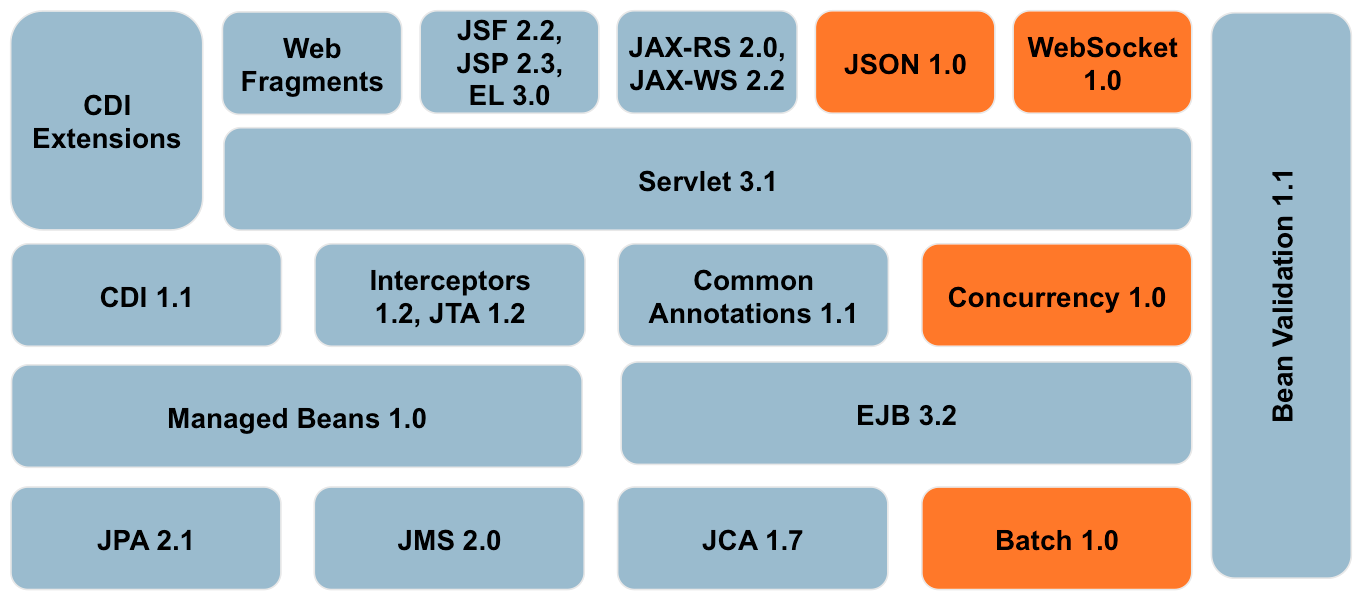 CDI
Extensions
Web
Fragments
JSF 2.2,
JSP 2.3,
EL 3.0
JAX-RS 2.0,
JAX-WS 2.2
JSON 1.0
WebSocket
1.0
Servlet 3.1
Bean Validation 1.1
CDI 1.1
Interceptors
1.2, JTA 1.2
Common
Annotations 1.1
Concurrency 1.0
Managed Beans 1.0
EJB 3.2
JPA 2.1
JMS 2.0
JCA 1.7
Batch 1.0